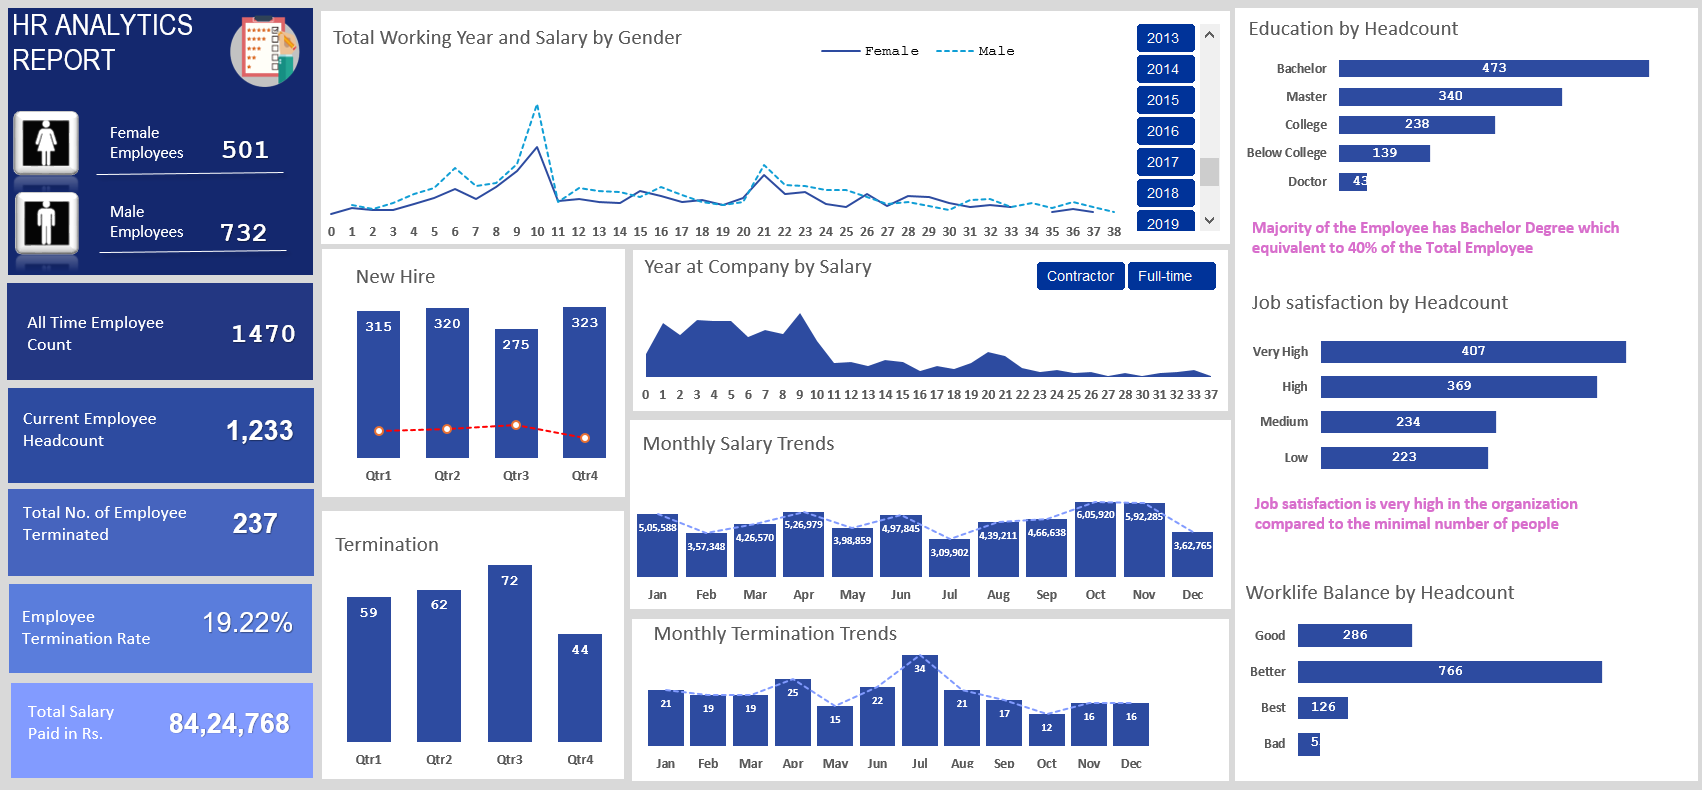 HR ANALYTICS
REPORT
Female
Employees
501
Male
Employees
732
All Time Employee
Count
1470
Current Employee
Headcount
1,233
Total No. of Employee
Terminated
237
Employee
Termination Rate
19.22%
Total Salary
Paid in Rs.
84,24,768
Total Working Year and Salary by Gender
Female Male
0 1 2 3 4 5 6 7 8 9 10 11 12 13 14 15 16 17 18 19 20 21 22 23 24 25 26 27 28 29 30 31 32 33 34 35 36 37 38
2013
2014
2015
2016
2017
2018
2019
New Hire
315 320 275 323
Qtr1 Qtr2 Qtr3 Qtr4
Termination
59 62 72 44
Qtr1 Qtr2 Qtr3 Qtr4
Year at Company by Salary
Contractor Full-time
0 1 2 3 4 5 6 7 8 9 10 11 12 13 14 15 16 17 18 19 20 21 22 23 24 25 26 27 28 30 31 32 33 37
Monthly Salary Trends
5,05,588 3,57,348 4,26,570 5,26,979 3,98,859 4,97,845 3,09,902 4,39,211 4,66,638 6,05,920 5,92,285 3,62,765
Jan Feb Mar Apr May Jun Jul Aug Sep Oct Nov Dec
Monthly Termination Trends
21 19 19 25 15 22 34 21 17 12 16 16
Jan Feb Mar Apr May Jun Jul Aug Sep Oct Nov Dec
Education by Headcount
Bachelor 473
Master 340
College 238
Below College 139
Doctor 43
Majority of the Employee has Bachelor Degree which
equivalent to 40% of the Total Employee
Job satisfaction by Headcount
Very High 407
High 369
Medium 234
Low 223
Job satisfaction is very high in the organization
compared to the minimal number of people
Worklife Balance by Headcount
Good 286
Better 766
Best 126
Bad